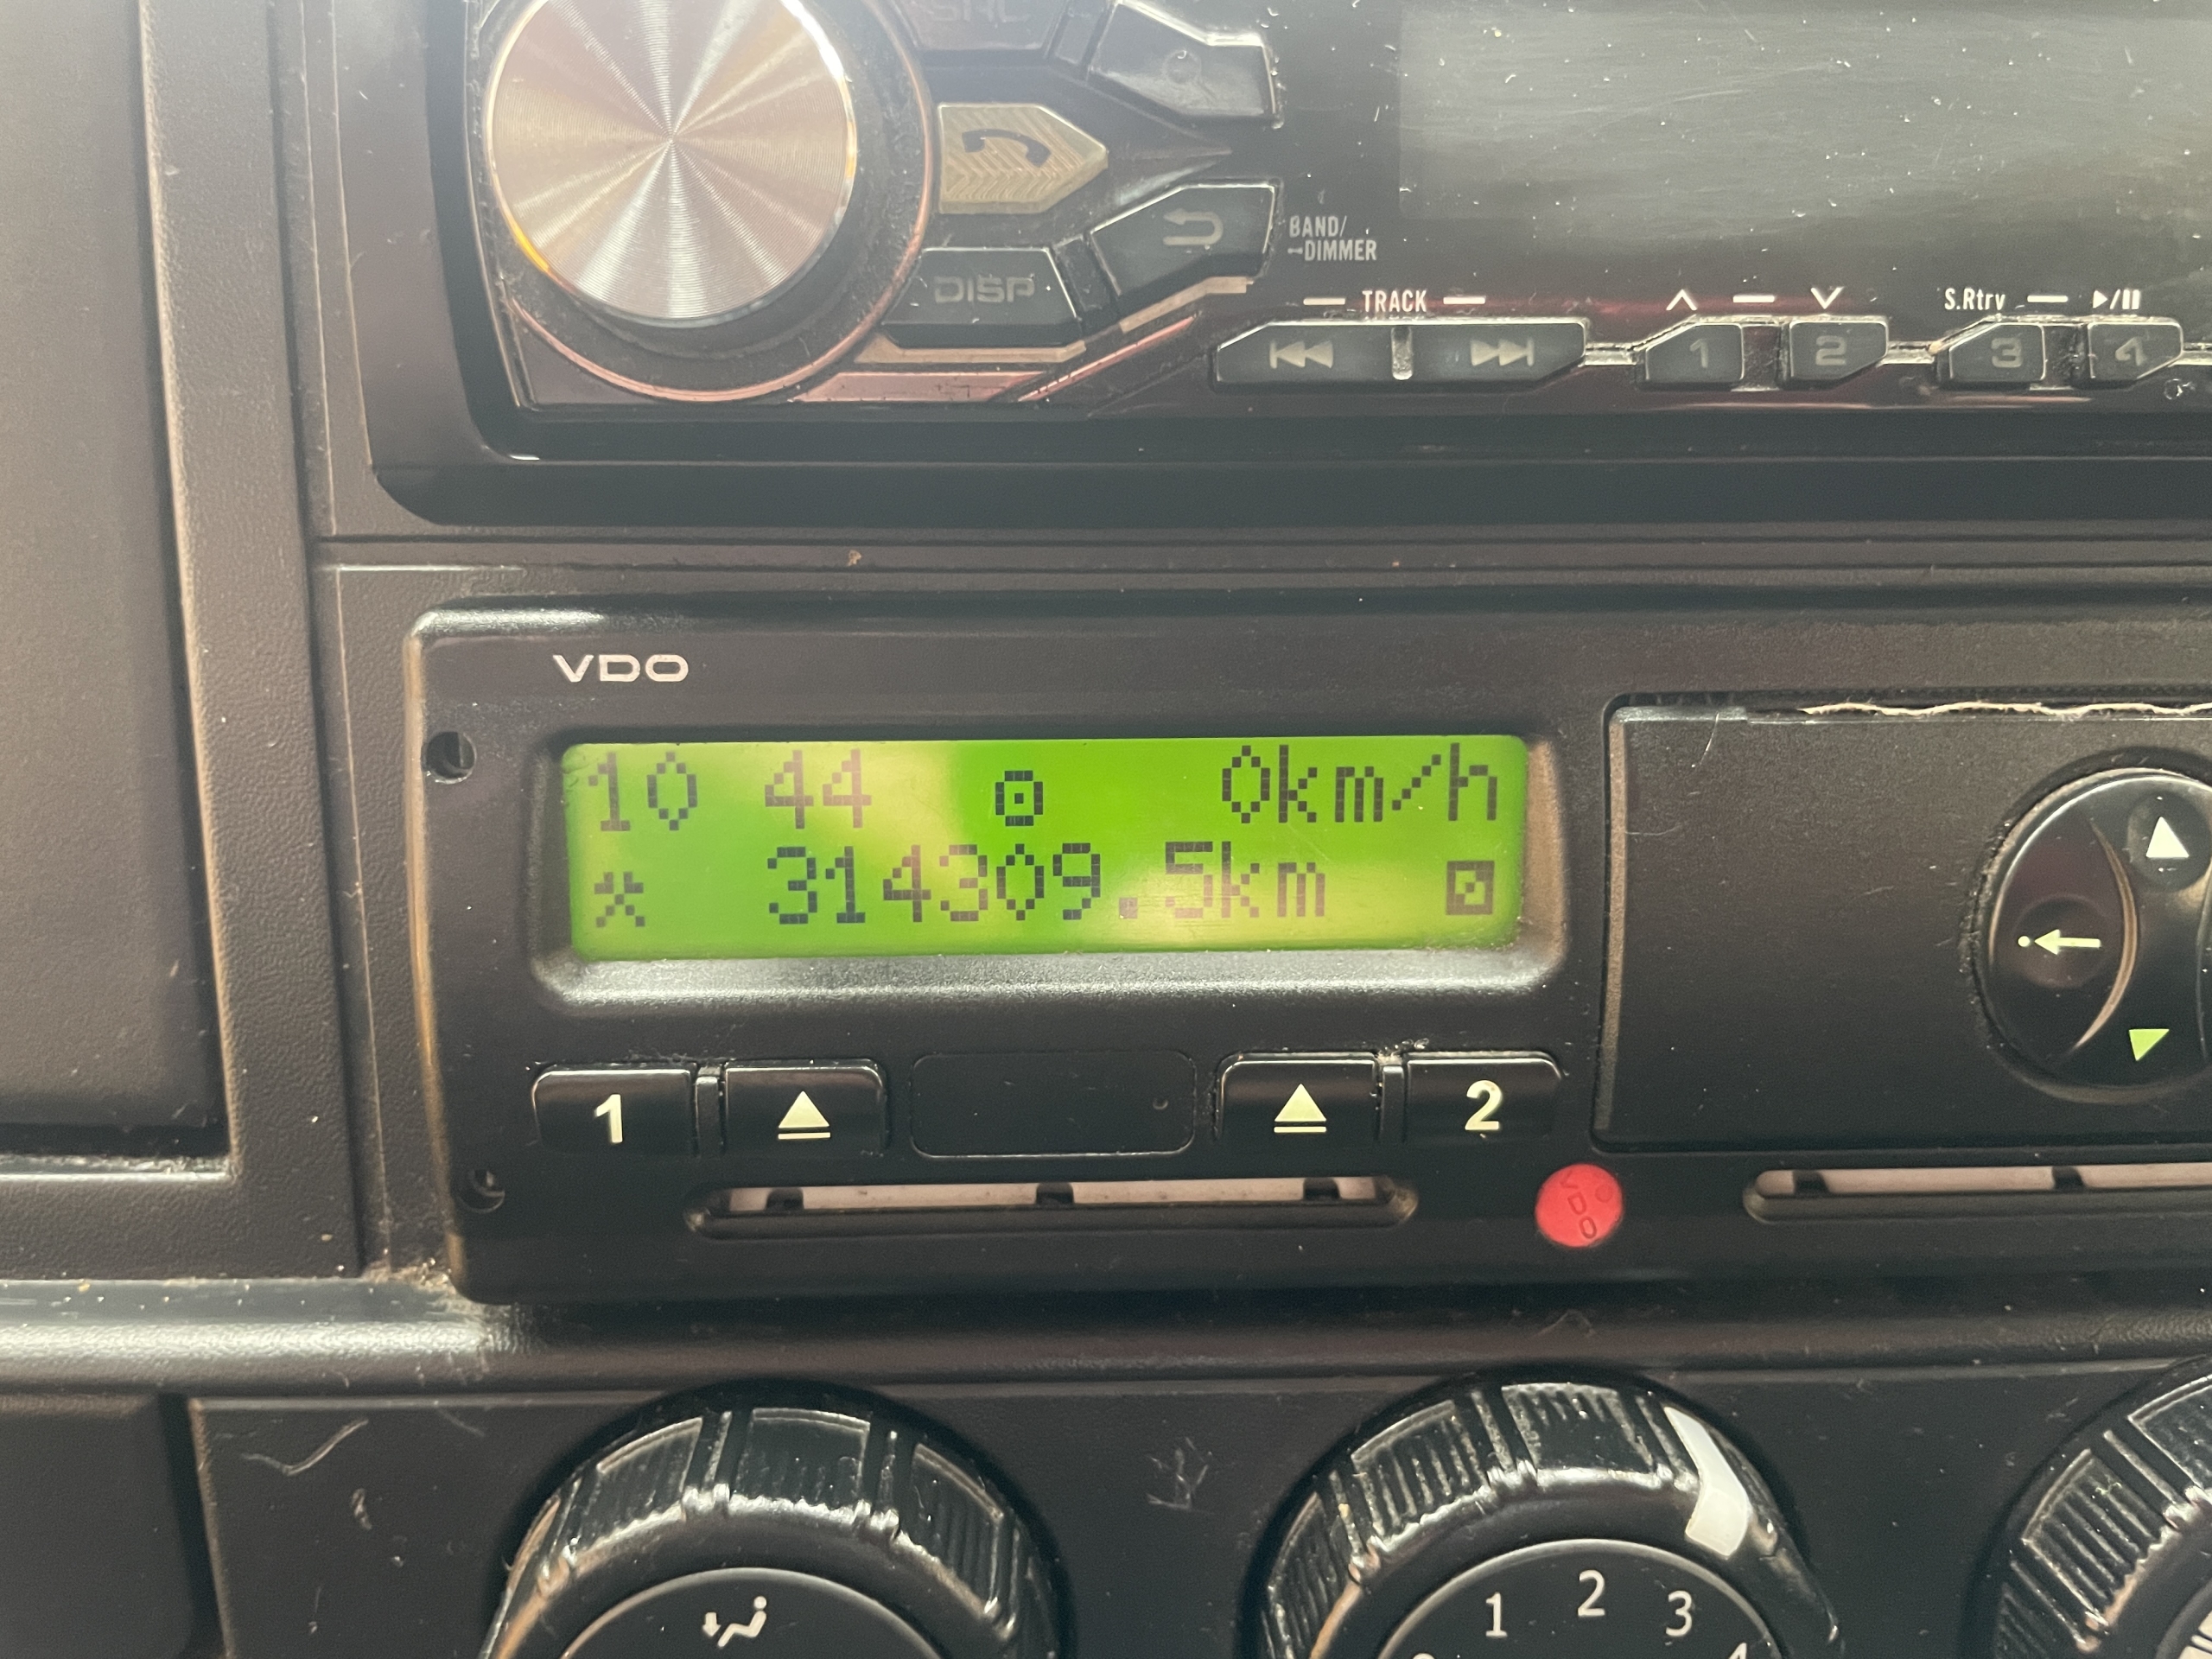 SRC
BAND/
DIMMER
DISP
TRACK
S.Rtrv
1 2 3 4
VDO
10 44 0km/h
314309.5km
1 2
VDO
1 2 3